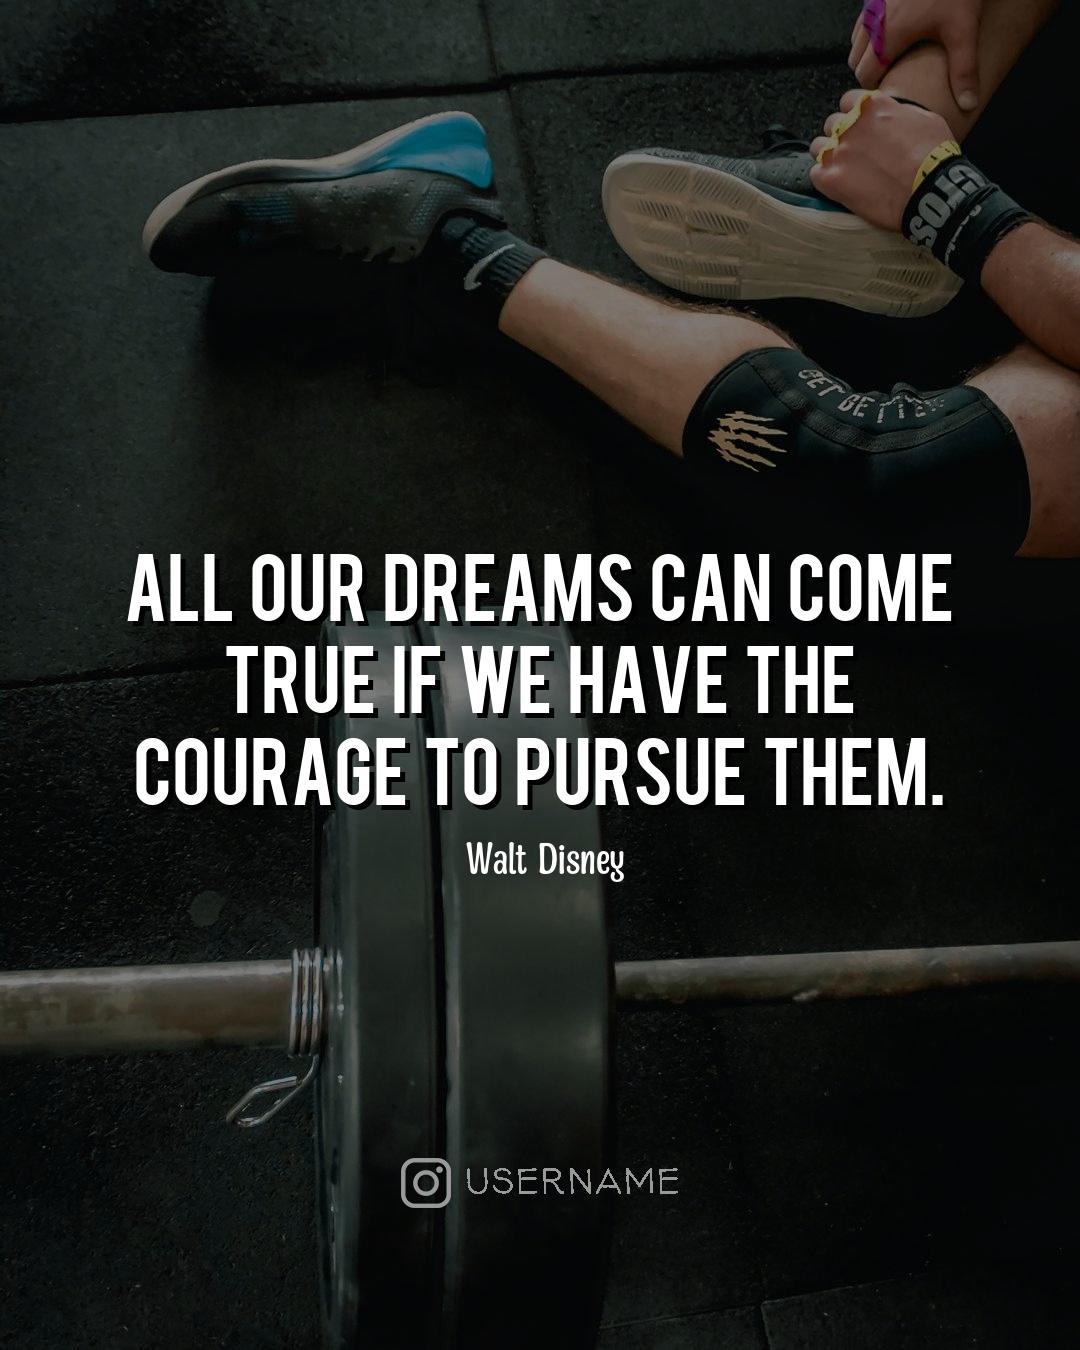 GET BETTER
ALL OUR DREAMS CAN COME
TRUE IF WE HAVE THE
COURAGE TO PURSUE THEM.
Walt Disney
USERNAME